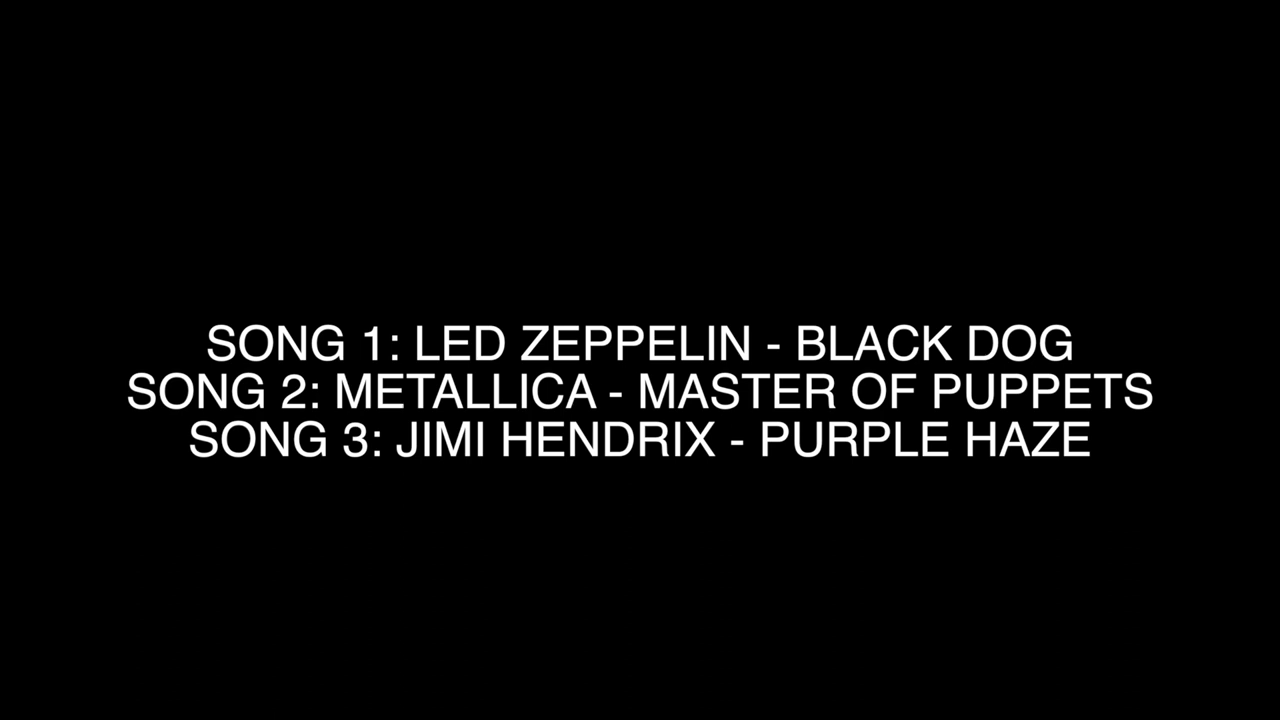 SONG 1: LED ZEPPELIN - BLACK DOG
SONG 2: METALLICA - MASTER OF PUPPETS
SONG 3: JIMI HENDRIX - PURPLE HAZE